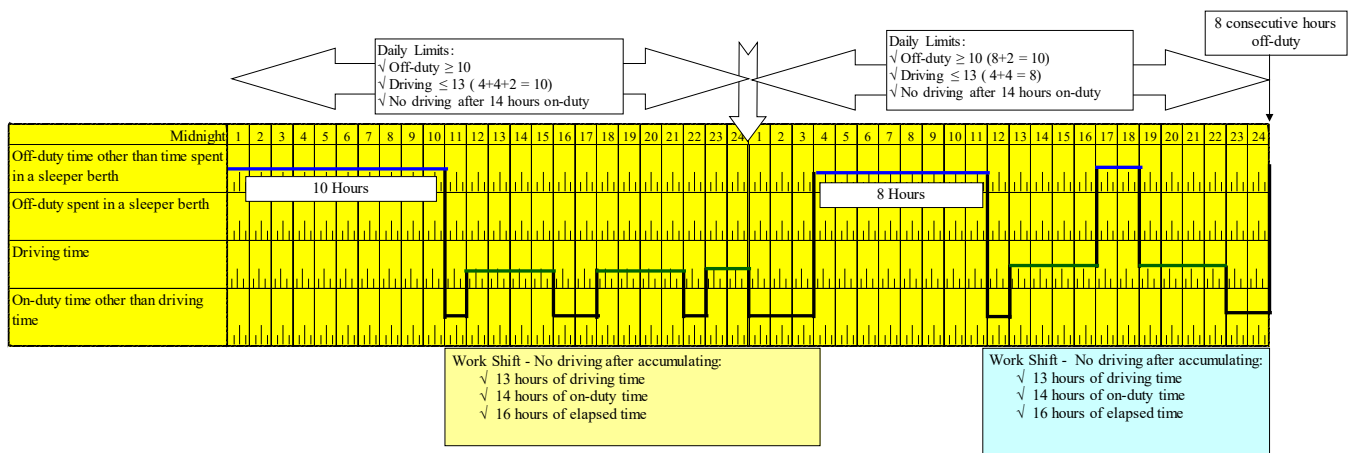 8 consecutive hours
off-duty
Daily Limits:
√ Off-duty ≥ 10
√ Driving ≤ 13 ( 4+4+2 = 10)
√ No driving after 14 hours on-duty
Daily Limits:
√ Off-duty ≥ 10 (8+2 = 10)
√ Driving ≤ 13 (4+4 = 8)
√ No driving after 14 hours on-duty
Midnight 1 2 3 4 5 6 7 8 9 10 11 12 13 14 15 16 17 18 19 20 21 22 23 24 1 2 3 4 5 6 7 8 9 10 11 12 13 14 15 16 17 18 19 20 21 22 23 24
Off-duty time other than time spent
in a sleeper berth
10 Hours
8 Hours
Off-duty spent in a sleeper berth
Driving time
On-duty time other than driving
time
Work Shift - No driving after accumulating:
√ 13 hours of driving time
√ 14 hours of on-duty time
√ 16 hours of elapsed time
Work Shift - No driving after accumulating:
√ 13 hours of driving time
√ 14 hours of on-duty time
√ 16 hours of elapsed time